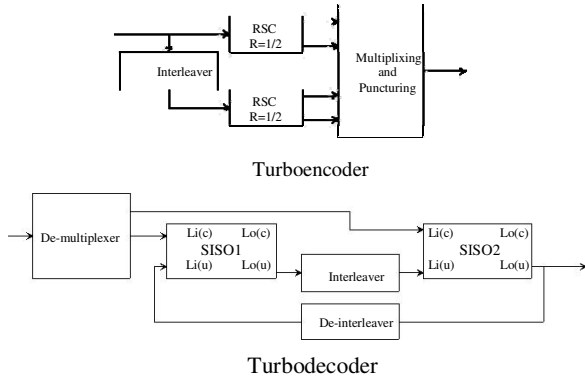 RSC
R=1/2
Interleaver
Multiplixing
and
Puncturing
RSC
R=1/2
Turboencoder
De-multiplexer
Li(c) Lo(c)
SISO1
Li(u) Lo(u)
Interleaver
Li(c) Lo(c)
SISO2
Li(u) Lo(u)
De-interleaver
Turbodecoder